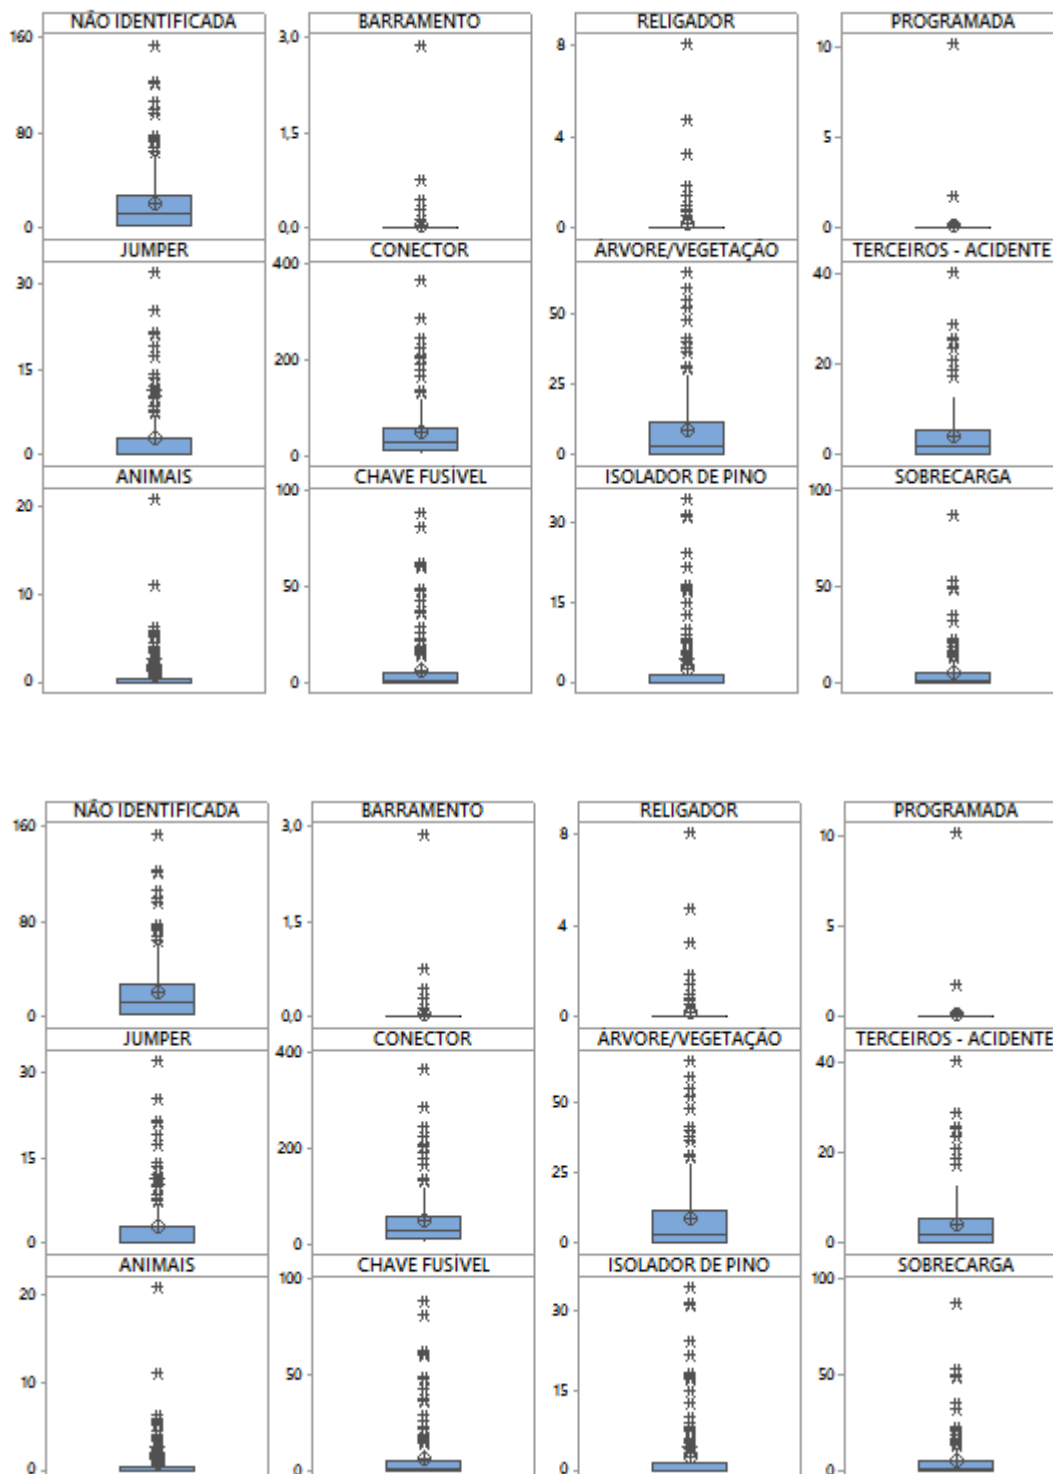 NÃO IDENTIFICADA BARRAMENTO RELIGADOR PROGRAMADA
160 3,0 8 10
80 1,5 4 5
0 0,0 0 0
JUMPER CONECTOR ÁRVORE/VEGETAÇÃO TERCEIROS - ACIDENTE
30 400 50 40
15 200 25 20
0 0 0 0
ANIMAIS CHAVE FUSÍVEL ISOLADOR DE PINO SOBRECARGA
20 100 30 100
10 50 15 50
0 0 0 0
NÃO IDENTIFICADA BARRAMENTO RELIGADOR PROGRAMADA
160 3,0 8 10
80 1,5 4 5
0 0,0 0 0
JUMPER CONECTOR ÁRVORE/VEGETAÇÃO TERCEIROS - ACIDENTE
30 400 50 40
15 200 25 20
0 0 0 0
ANIMAIS CHAVE FUSÍVEL ISOLADOR DE PINO SOBRECARGA
20 100 30 100
10 50 15 50
0 0 0 0